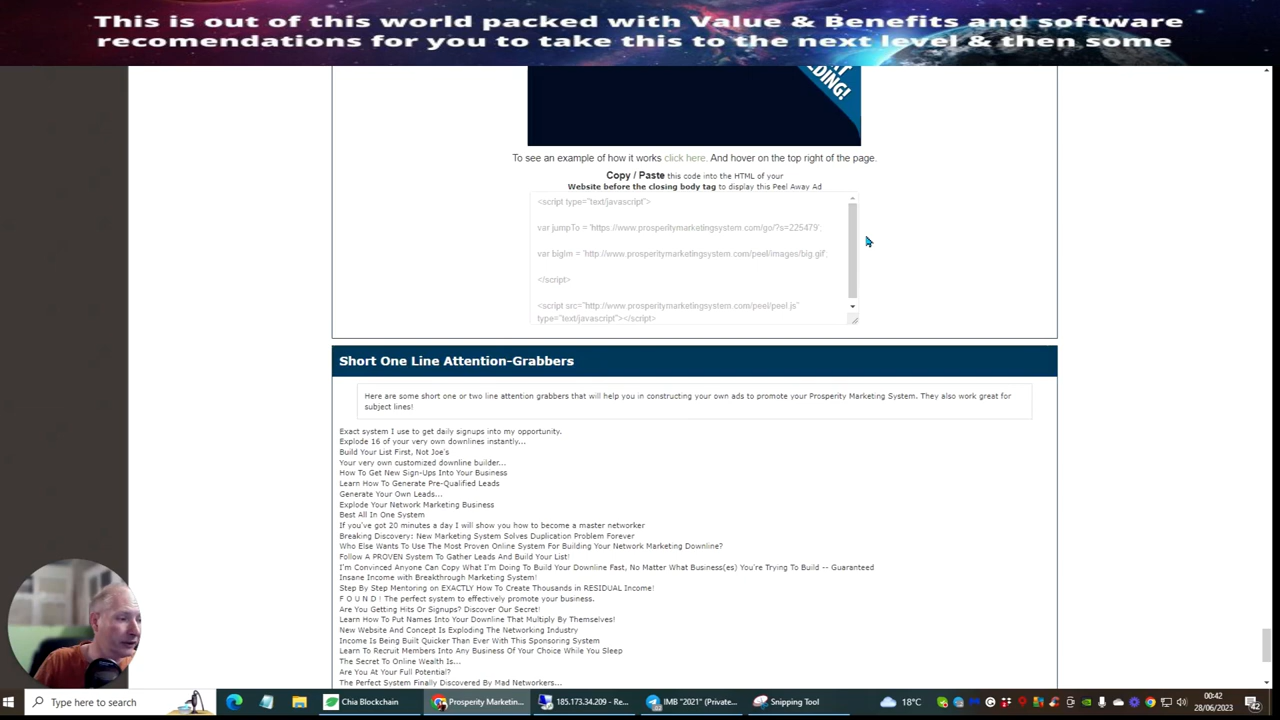 This is out of this world packed with Value & Benefits and software
recomendations for you to take this to the next level & then some
DING!
To see an example of how it works click here. And hover on the top right of the page.
Copy / Paste this code into the HTML of your
Website before the closing body tag to display this Peel Away Ad
<script type="text/javascript">
var jumpTo = 'https://www.prosperitymarketingsystem.com/go/?s=225479';
var bigIm = 'http://www.prosperitymarketingsystem.com/peel/images/big.gif';
</script>
<script src="http://www.prosperitymarketingsystem.com/peel/peel.js"
type="text/javascript"></script>
Short One Line Attention-Grabbers
Here are some short one or two line attention grabbers that will help you in constructing your own ads to promote your Prosperity Marketing System. They also work great for
subject lines!
Exact system I use to get daily signups into my opportunity.
Explode 16 of your very own downlines instantly...
Build Your List First, Not Joe's
Your very own customized downline builder...
How To Get New Sign-Ups Into Your Business
Learn How To Generate Pre-Qualified Leads
Generate Your Own Leads...
Explode Your Network Marketing Business
Best All In One System
If you've got 20 minutes a day I will show you how to become a master networker
Breaking Discovery: New Marketing System Solves Duplication Problem Forever
Who Else Wants To Use The Most Proven Online System For Building Your Network Marketing Downline?
Follow A PROVEN System To Gather Leads And Build Your List!
I'm Convinced Anyone Can Copy What I'm Doing To Build Your Downline Fast, No Matter What Business(es) You're Trying To Build -- Guaranteed
Insane Income with Breakthrough Marketing System!
Step By Step Mentoring on EXACTLY How To Create Thousands in RESIDUAL Income!
F O U N D ! The perfect system to effectively promote your business.
Are You Getting Hits Or Signups? Discover Our Secret!
Learn How To Put Names Into Your Downline That Multiply By Themselves!
New Website And Concept Is Exploding The Networking Industry
Income Is Being Built Quicker Than Ever With This Sponsoring System
Learn To Recruit Members Into Any Business Of Your Choice While You Sleep
The Secret To Online Wealth Is...
Are You At Your Full Potential?
The Perfect System Finally Discovered By Mad Networkers...
Type here to search
Chia Blockchain
Prosperity Marketin...
185.173.34.209 - Re...
IMB "2021" (Private...
Snipping Tool
18°C
00:42
28/06/2023
42